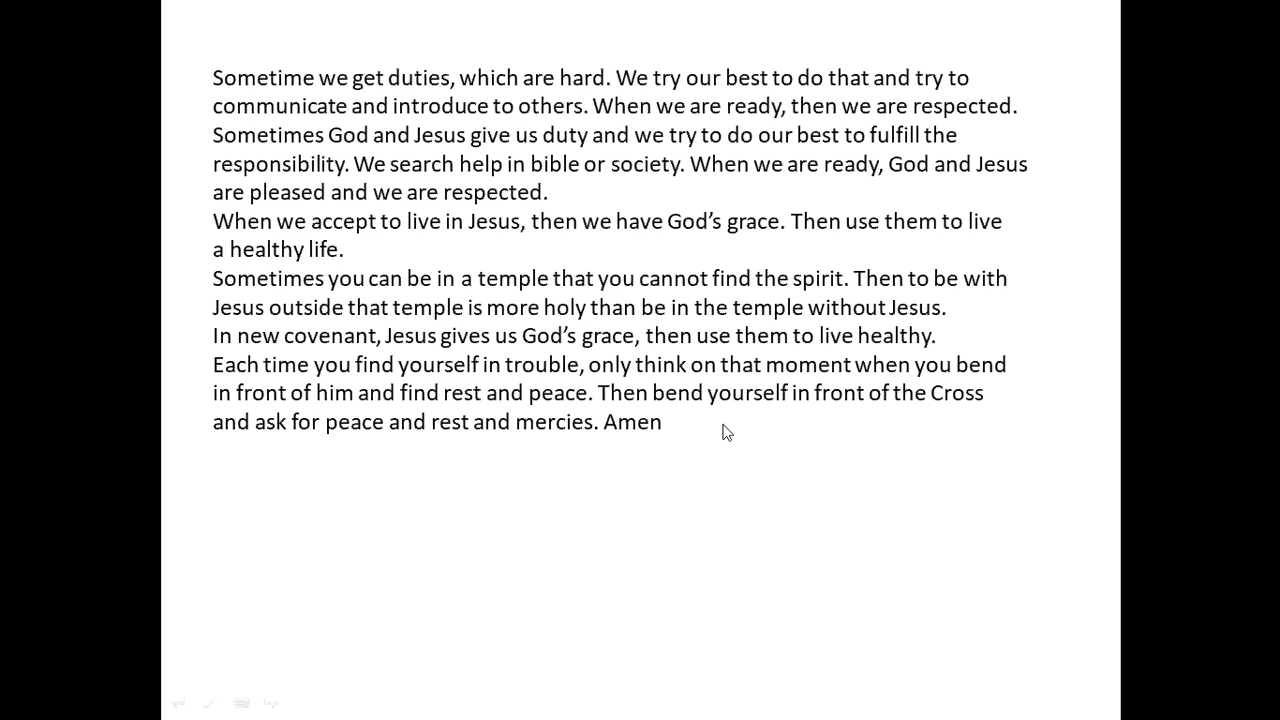 Sometime we get duties, which are hard. We try our best to do that and try to
communicate and introduce to others. When we are ready, then we are respected.
Sometimes God and Jesus give us duty and we try to do our best to fulfill the
responsibility. We search help in bible or society. When we are ready, God and Jesus
are pleased and we are respected.
When we accept to live in Jesus, then we have God’s grace. Then use them to live
a healthy life.
Sometimes you can be in a temple that you cannot find the spirit. Then to be with
Jesus outside that temple is more holy than be in the temple without Jesus.
In new covenant, Jesus gives us God’s grace, then use them to live healthy.
Each time you find yourself in trouble, only think on that moment when you bend
in front of him and find rest and peace. Then bend yourself in front of the Cross
and ask for peace and rest and mercies. Amen